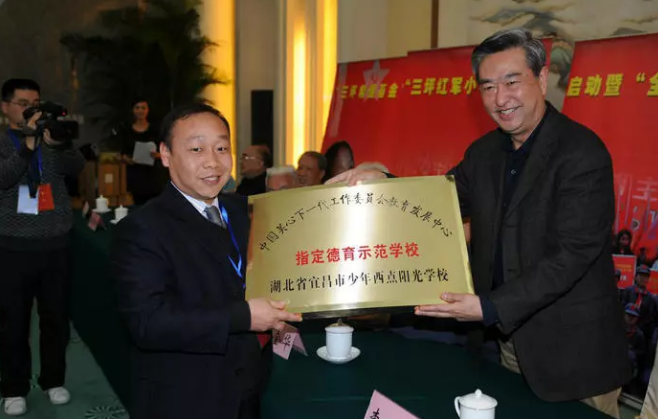 "三坪红军小
启动暨 "全
中国关心下一代工作委员会教育发展中心
指定德育示范学校
湖北省宜昌市少年西点阳光学校